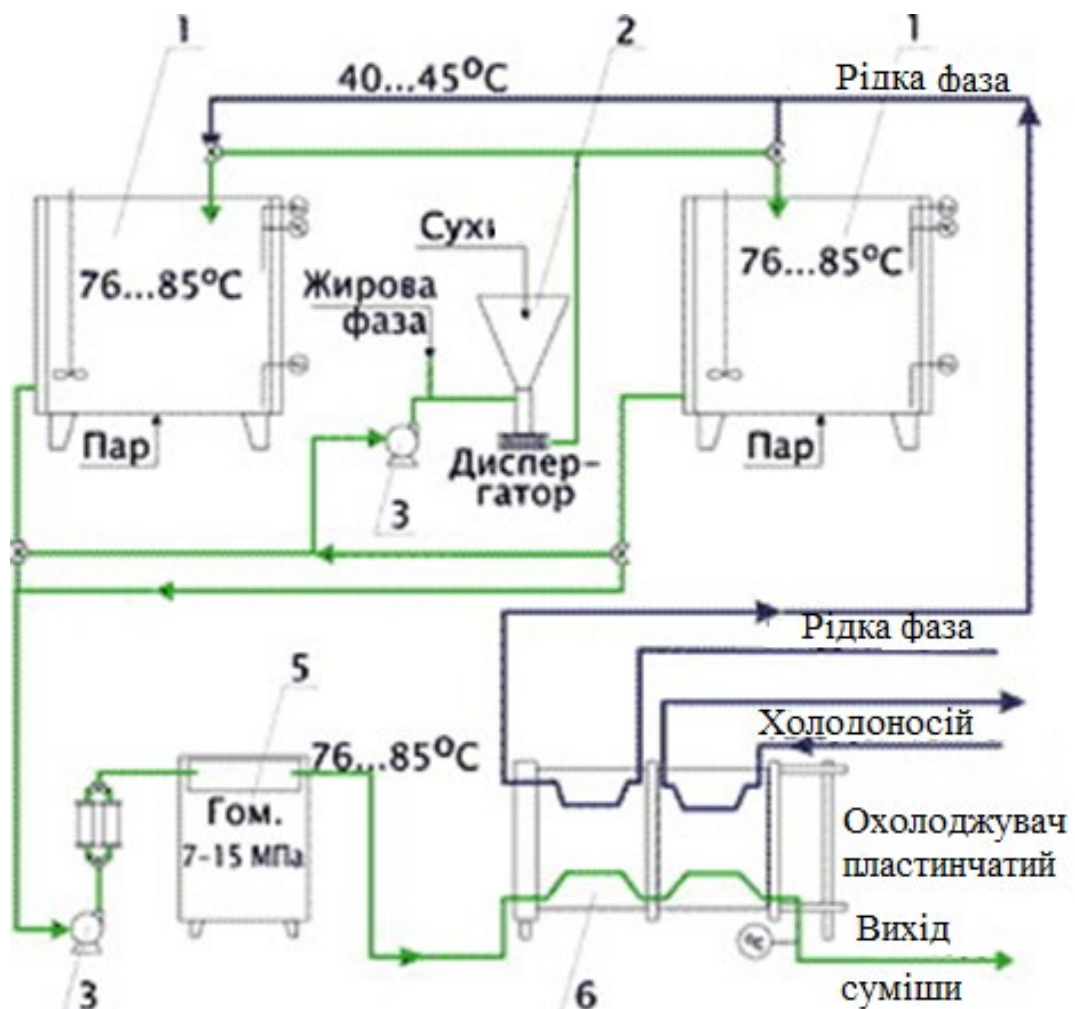 1
2
1
40...45°C
Рідка фаза
76...85°C
Сухі
Жирова
фаза
76...85°C
Пар
Диспер-
гатор
Пар
3
Рідка фаза
5
Холодоносій
76...85°C
Гом.
7-15 МПа
Охолоджувач
пластинчатий
Вихід
суміши
3
6